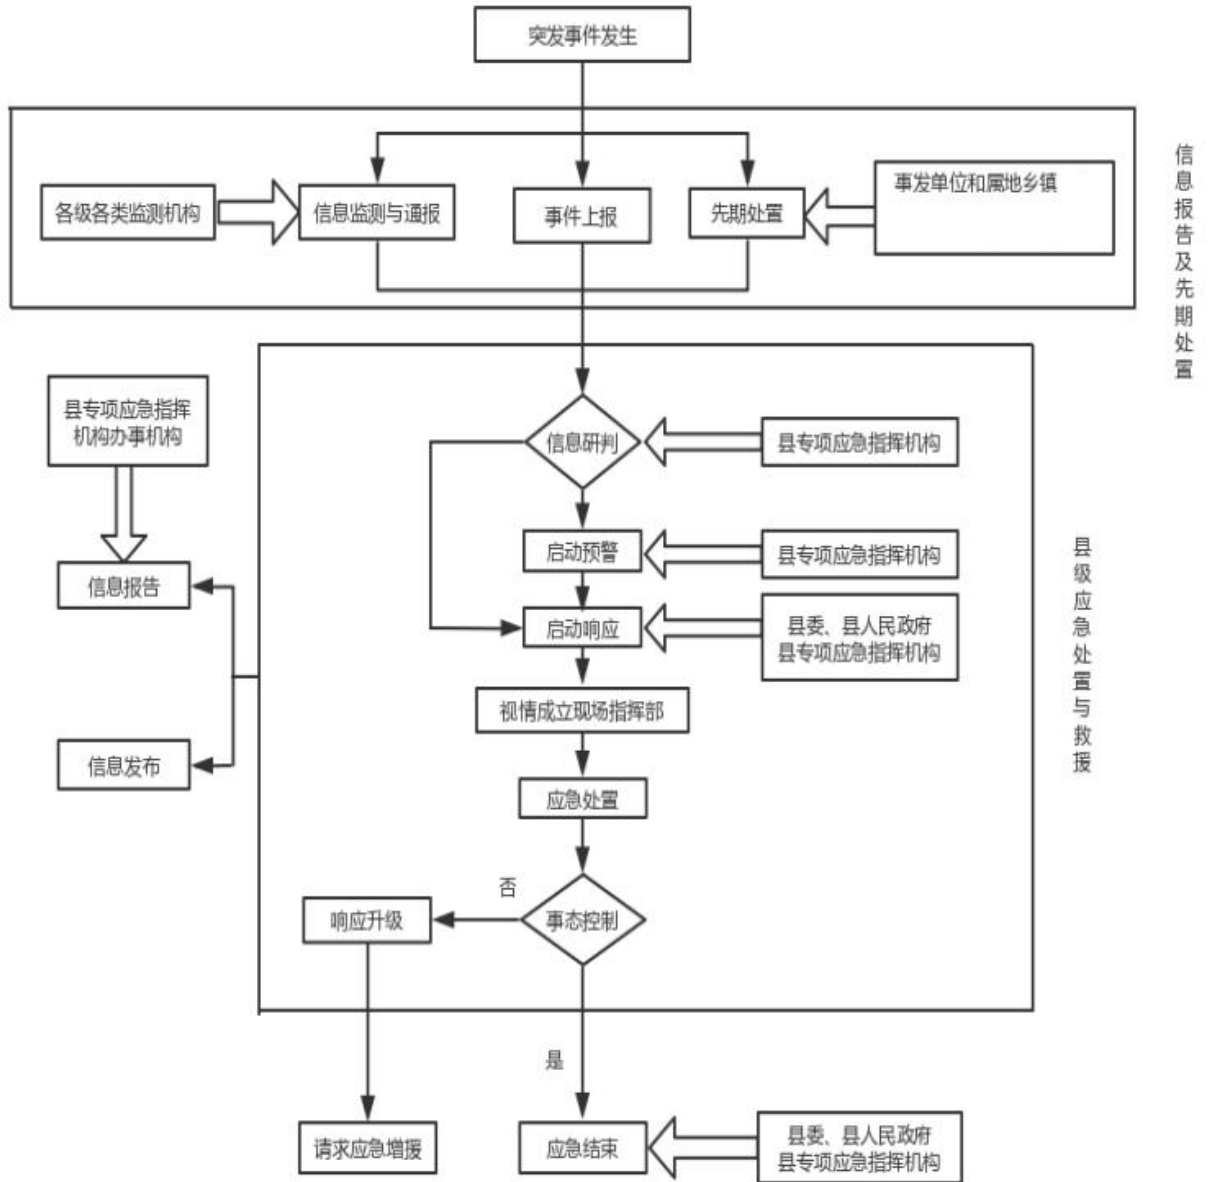 突发事件发生
各级各类监测机构
信息监测与通报
事件上报
先期处置
事发单位和属地乡镇
信息报告及先期处置
县专项应急指挥
机构办事机构
信息报告
信息发布
信息研判
县专项应急指挥机构
启动预警
县专项应急指挥机构
启动响应
县委、县人民政府
县专项应急指挥机构
视情成立现场指挥部
应急处置
县级应急处置与救援
否
响应升级
事态控制
是
请求应急增援
应急结束
县委、县人民政府
县专项应急指挥机构